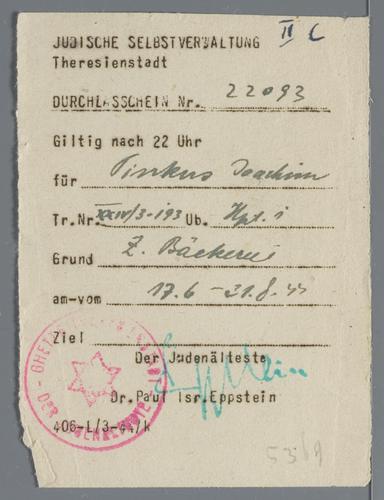 II C
JÜDISCHE SELBSTVERWALTUNG
Theresienstadt
DURCHLASSCHEIN Nr. 22093
Giltig nach 22 Uhr
für Pinkus Joachim
Tr.Nr. XXIV/3-193 Ub. Hpt. 1
Grund Z. Bäckerei
am-vom 17.6 - 31.8.44
Ziel
Der Judenälteste
Dr. Paul Isr. Eppstein
406-L/3-44/k